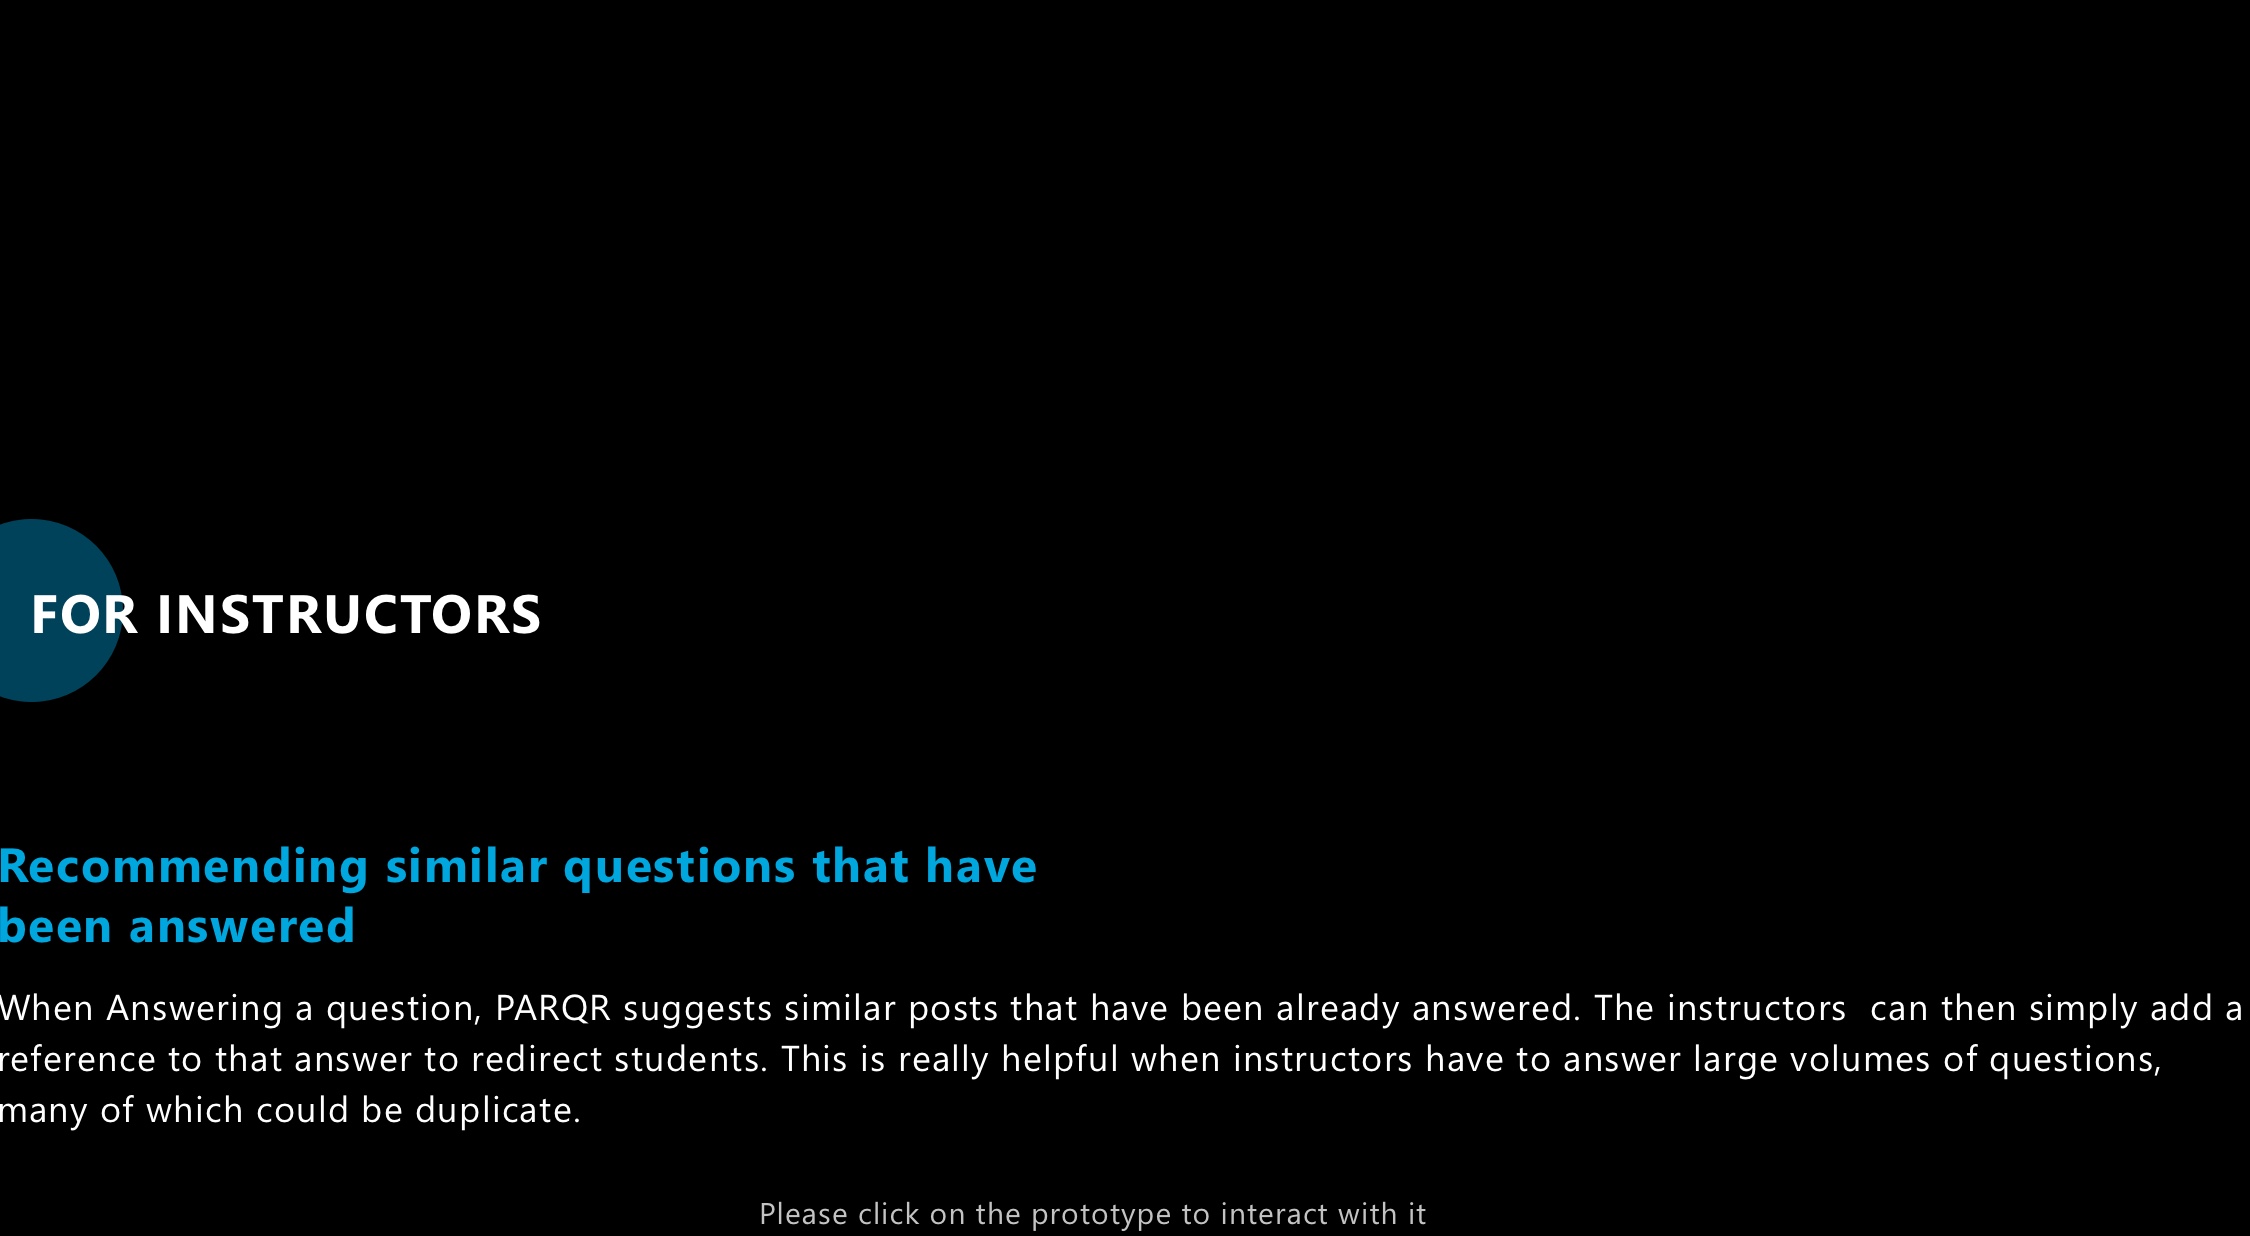 FOR INSTRUCTORS
Recommending similar questions that have
been answered
When Answering a question, PARQR suggests similar posts that have been already answered. The instructors  can then simply add a
reference to that answer to redirect students. This is really helpful when instructors have to answer large volumes of questions,
many of which could be duplicate.
Please click on the prototype to interact with it